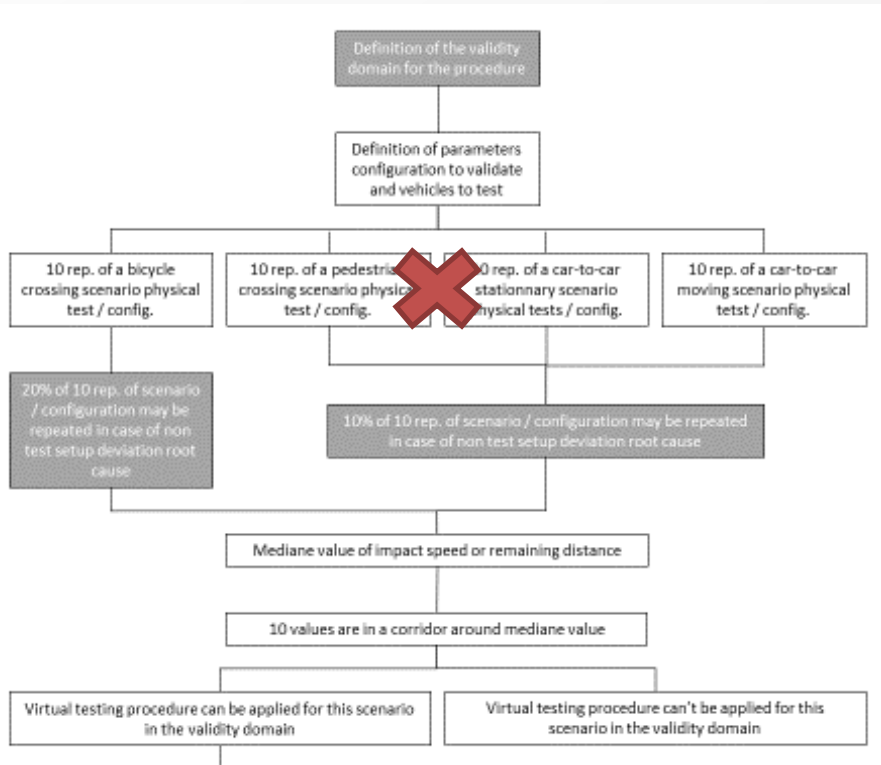 Definition of the validity
domain for the procedure
Definition of parameters
configuration to validate
and vehicles to test
10 rep. of a bicycle
crossing scenario physical
test / config.
10 rep. of a pedestria
crossing scenario physica
test / config.
0 rep. of a car-to-car
stationnary scenario
hysical tests / config.
10 rep. of a car-to-car
moving scenario physical
tetst / config.
20% of 10 rep. of scenario
/ configuration may be
repeated in case of non
test setup deviation root
cause
10% of 10 rep. of scenario / configuration may be repeated
in case of non test setup deviation root cause
Mediane value of impact speed or remaining distance
10 values are in a corridor around mediane value
Virtual testing procedure can be applied for this scenario
in the validity domain
Virtual testing procedure can't be applied for this
scenario in the validity domain